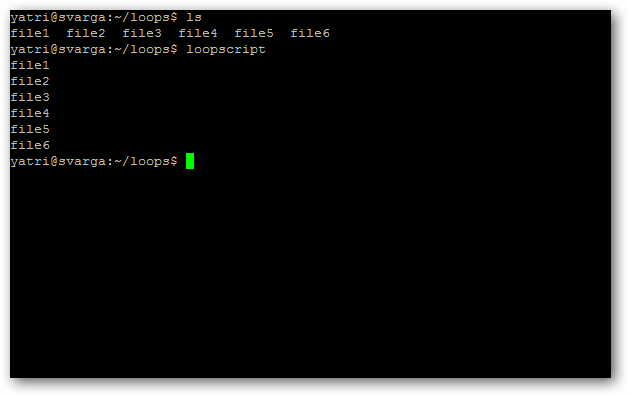 yatri@svarga:~/loops$ ls
file1  file2  file3  file4  file5  file6
yatri@svarga:~/loops$ loopscript
file1
file2
file3
file4
file5
file6
yatri@svarga:~/loops$